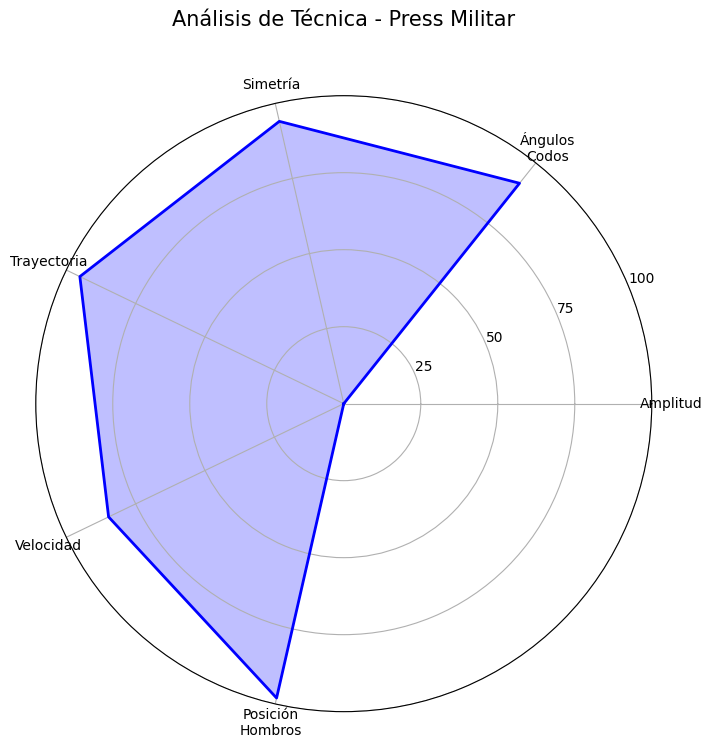 Análisis de Técnica - Press Militar
Simetría
Ángulos
Codos
Trayectoria
100
75
50
25
Amplitud
Velocidad
Posición
Hombros